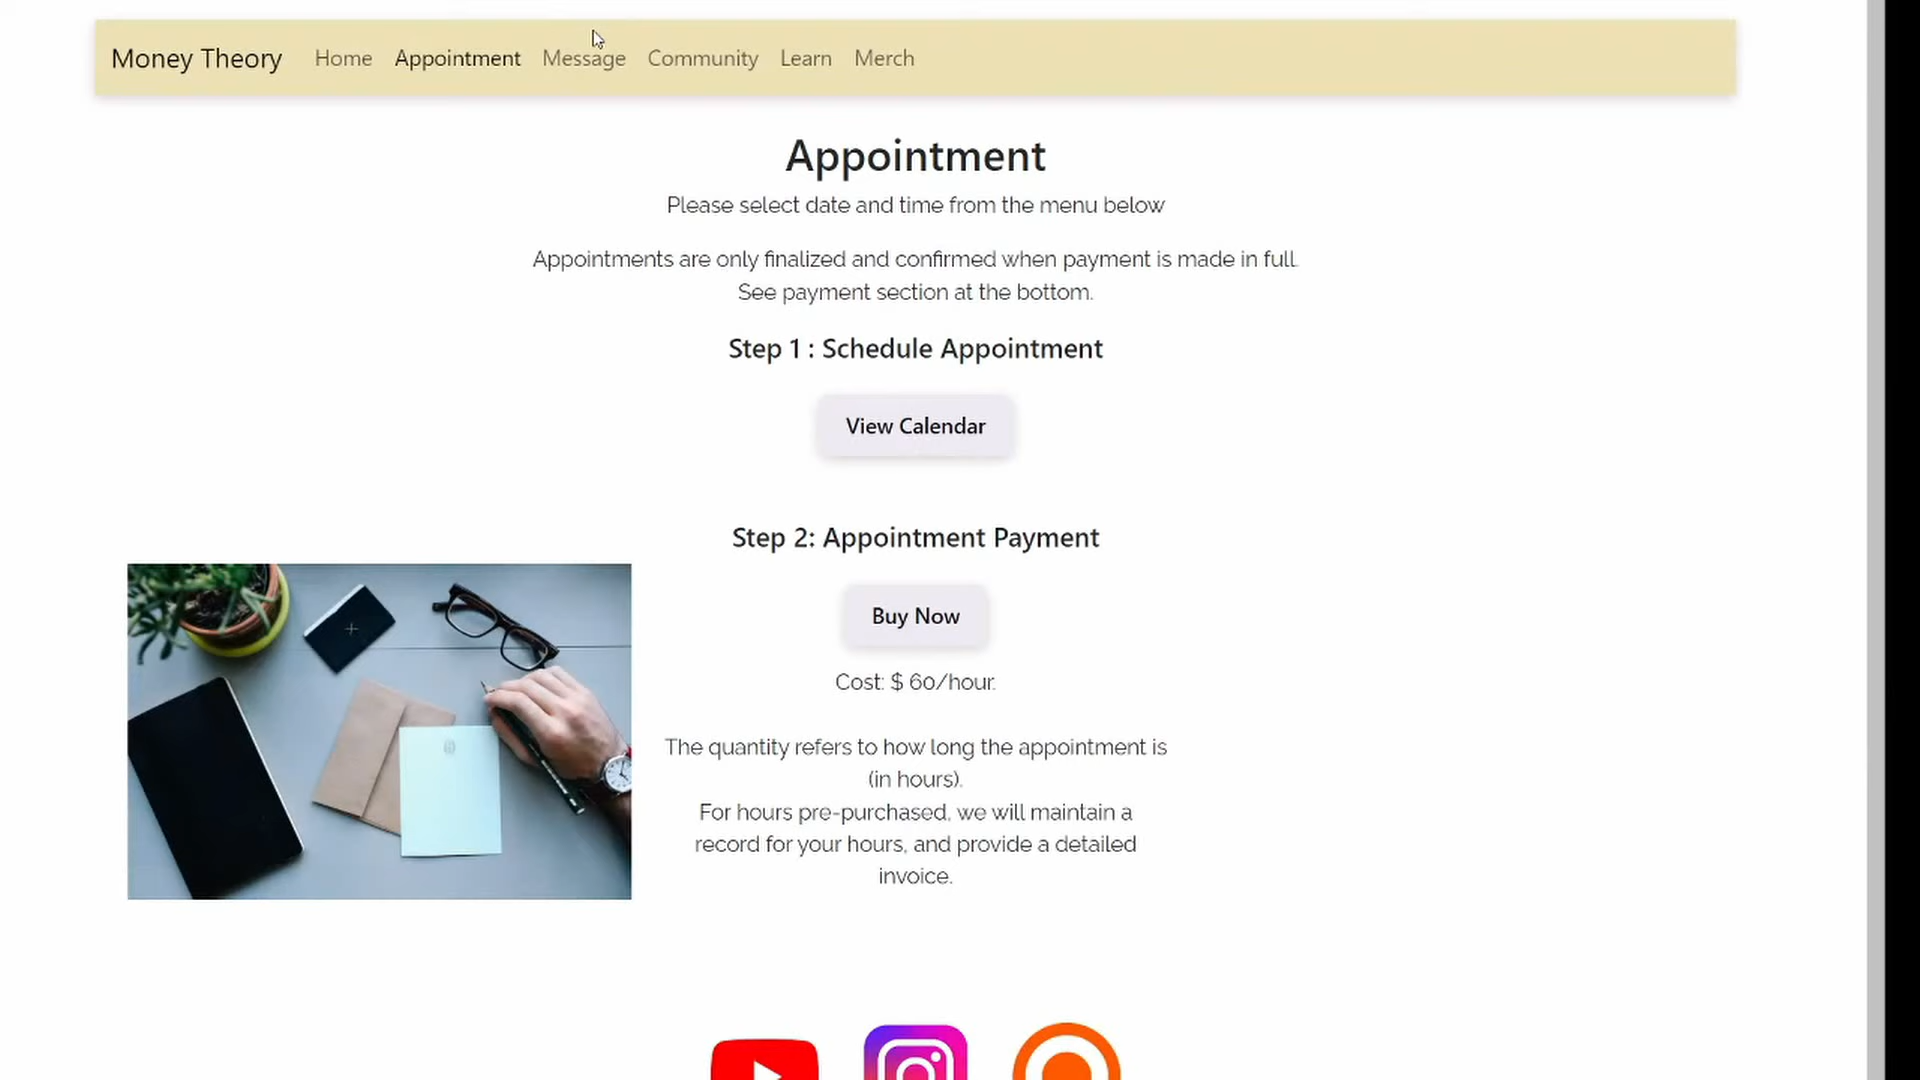 Money Theory Home Appointment Message Community Learn Merch
Appointment
Please select date and time from the menu below
Appointments are only finalized and confirmed when payment is made in full.
See payment section at the bottom.
Step 1 : Schedule Appointment
View Calendar
Step 2: Appointment Payment
Buy Now
Cost: $ 60/hour.
The quantity refers to how long the appointment is
(in hours).
For hours pre-purchased, we will maintain a
record for your hours, and provide a detailed
invoice.